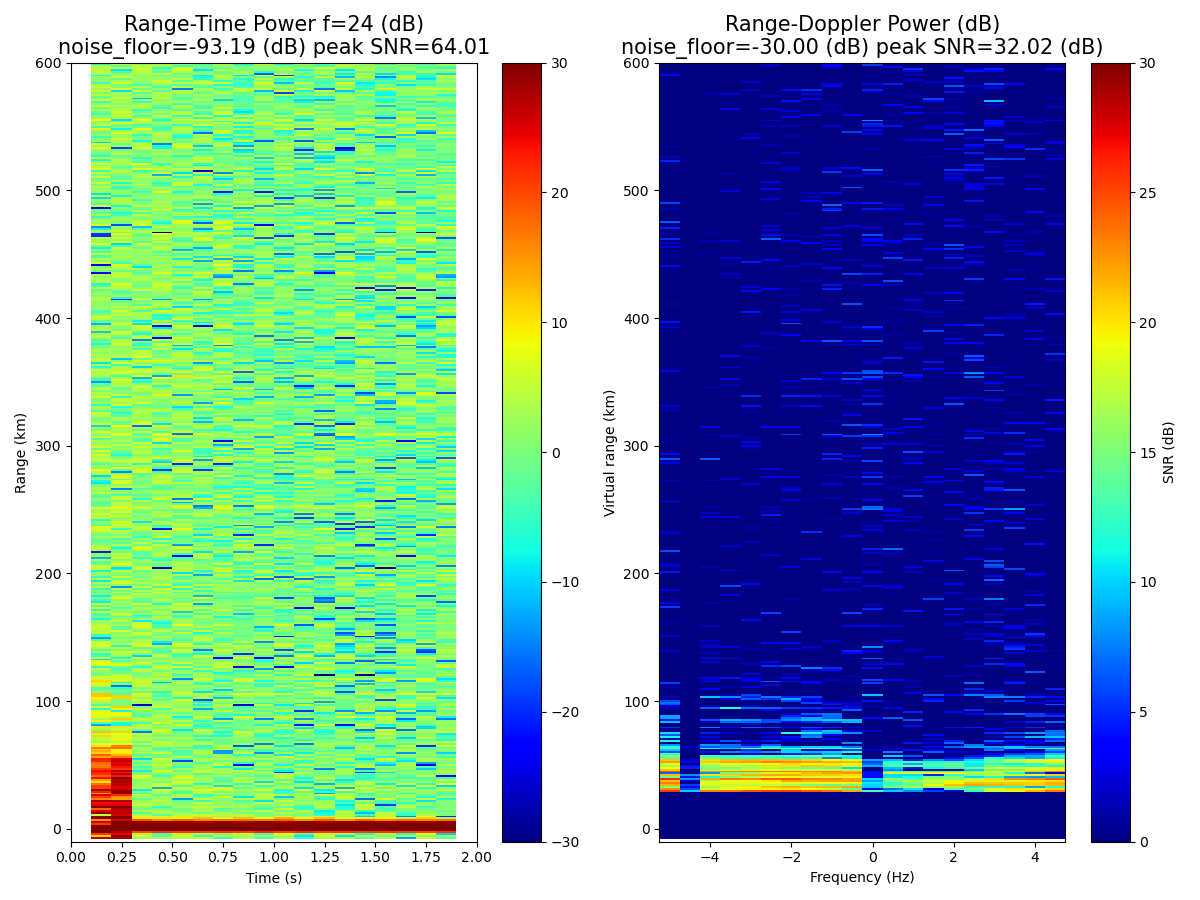 Range-Time Power f=24 (dB)
noise_floor=-93.19 (dB) peak SNR=64.01
Range (km)
600
500
400
300
200
100
0
0.00 0.25 0.50 0.75 1.00 1.25 1.50 1.75 2.00
Time (s)
30
20
10
0
−10
−20
−30
Range-Doppler Power (dB)
noise_floor=-30.00 (dB) peak SNR=32.02 (dB)
Virtual range (km)
600
500
400
300
200
100
0
−4 −2 0 2 4
Frequency (Hz)
30
25
20
15
10
5
0
SNR (dB)